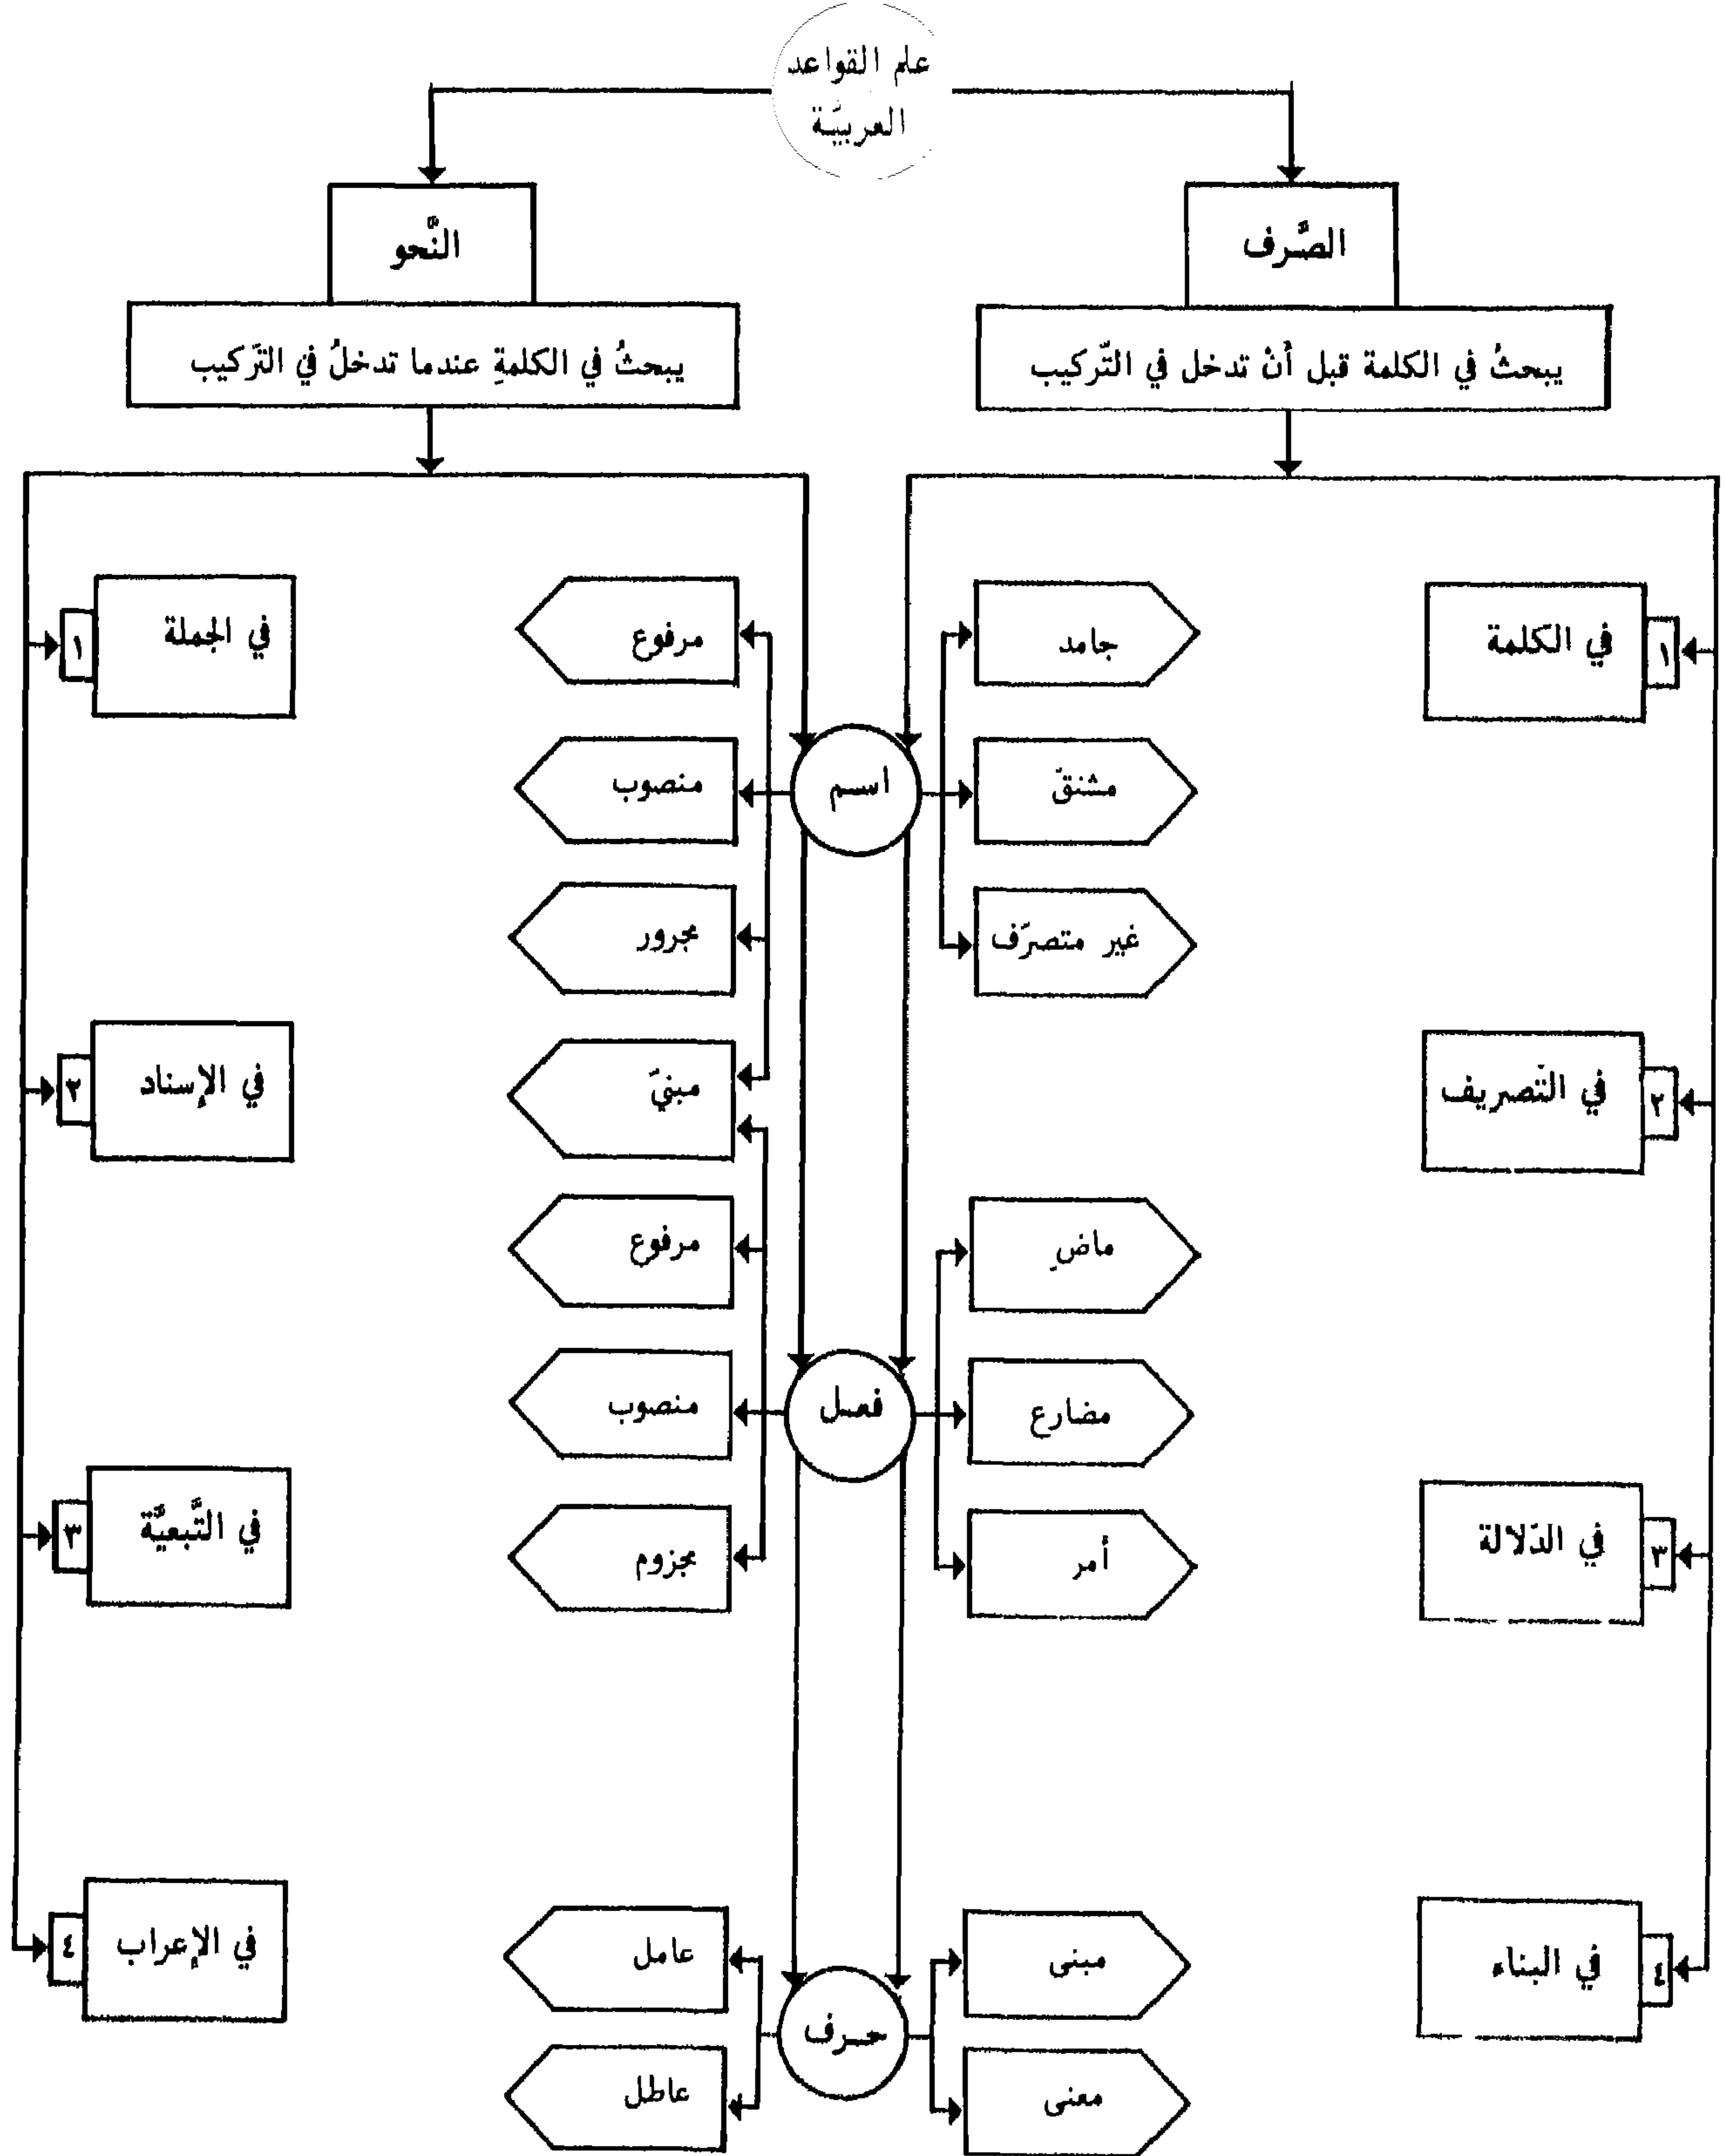 علم القواعد
العربيّة
الصَّرف
النَّحو
يبحثُ في الكلمة قبل أنْ تدخل في التّركيب
يبحثُ في الكلمةِ عندما تدخلُ في التّركيب
١
في الكلمة
جامد
مرفوع
في الجملة
١
اسم
مشتقّ
منصوب
غير متصرّف
مجرور
٢
في التّصريف
مبنيّ
في الإسناد
٢
ماضٍ
مرفوع
فعل
مضارع
منصوب
٣
في الدّلالة
أمر
مجزوم
في التَّبعيَّة
٣
٤
في البناء
مبنى
عامل
في الإعراب
٤
حرف
معنى
عاطل